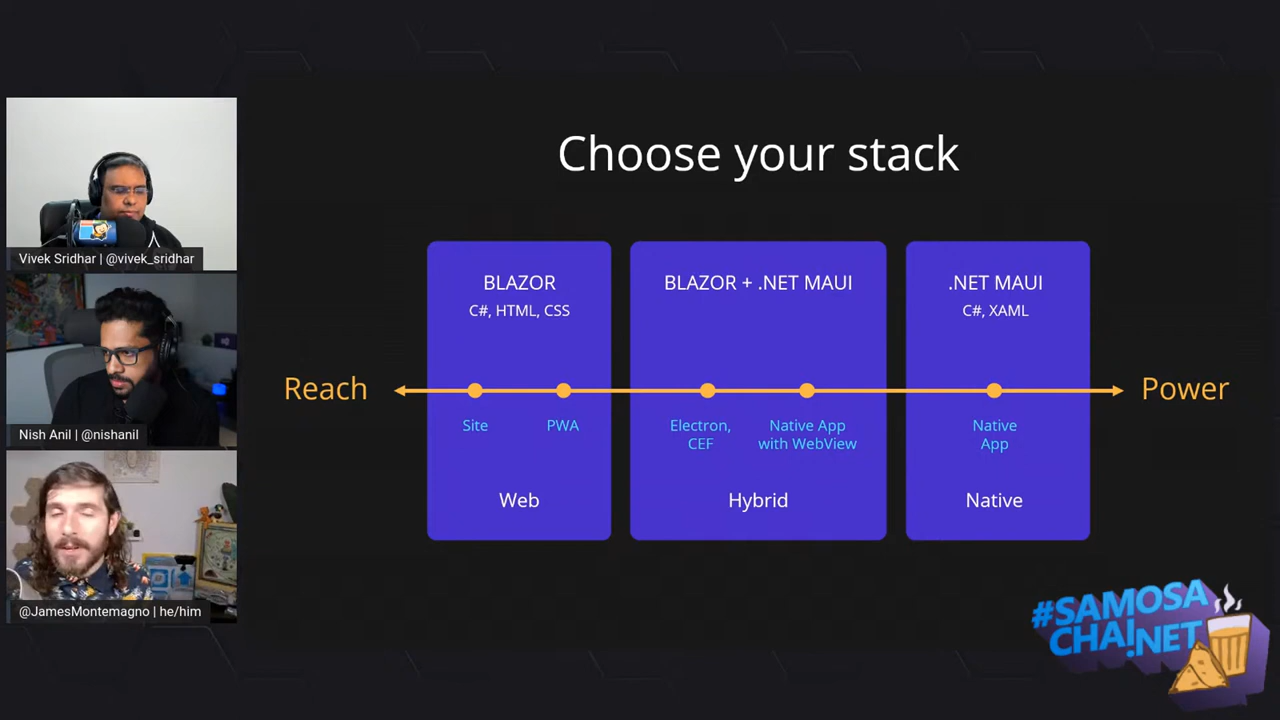 Choose your stack
Vivek Sridhar | @vivek_sridhar
Nish Anil | @nishanil
@JamesMontemagno | he/him
Reach
BLAZOR
C#, HTML, CSS
Site
PWA
Web
BLAZOR + .NET MAUI
Electron,
CEF
Native App
with WebView
Hybrid
.NET MAUI
C#, XAML
Native
App
Native
Power
#SAMOSA
CHAI.NET